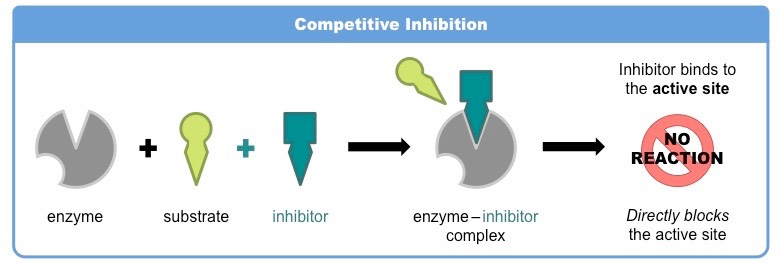 Competitive Inhibition
Inhibitor binds to
the active site
NO
REACTION
enzyme
substrate
inhibitor
enzyme – inhibitor
complex
Directly blocks
the active site